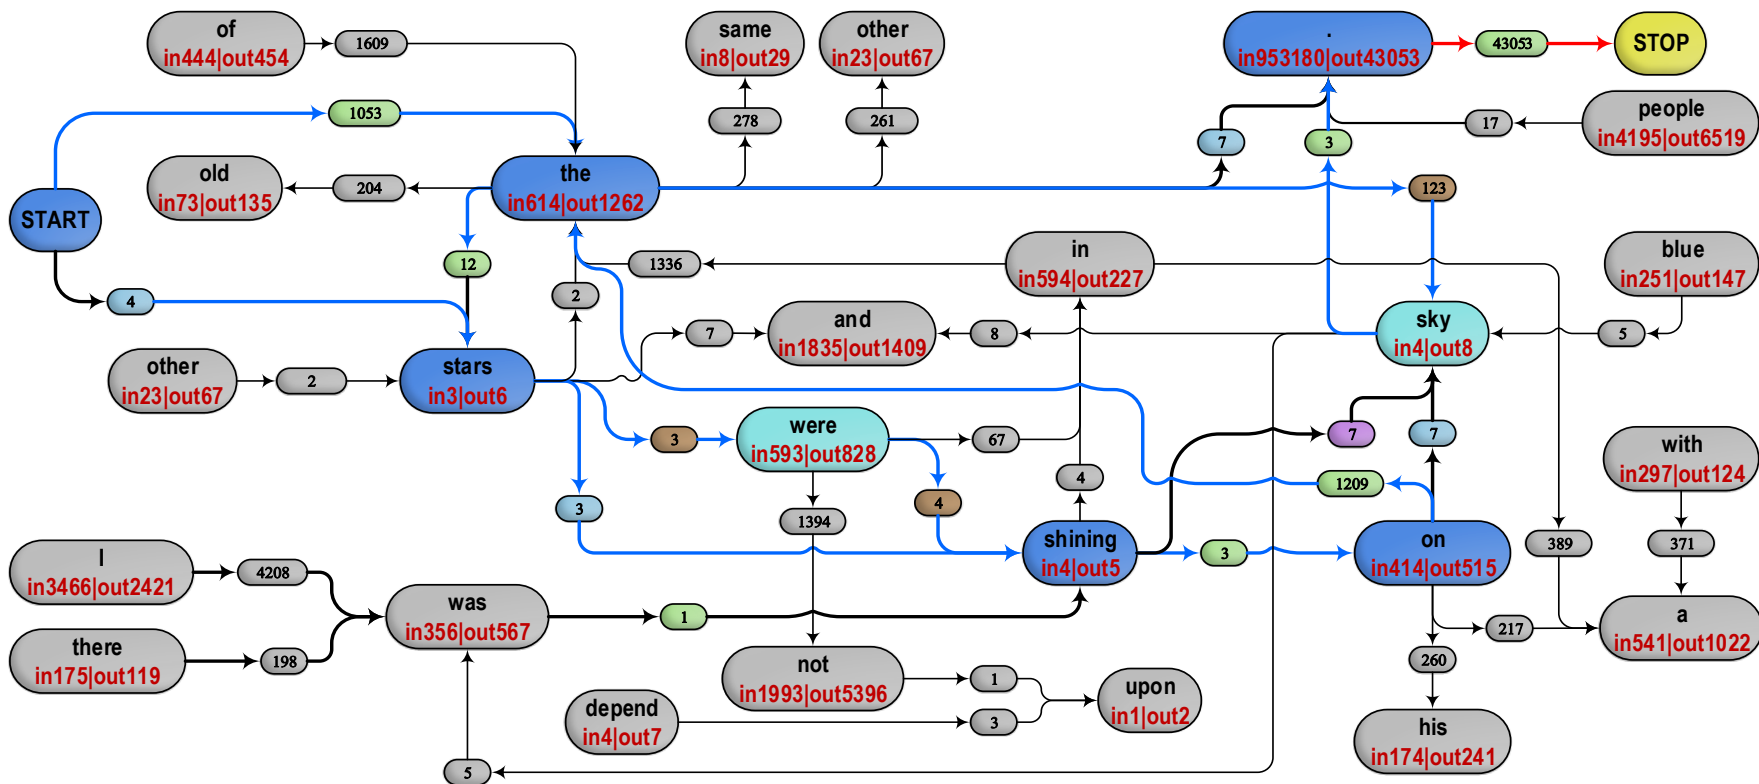 of
in444|out454
1609
same
in8|out29
other
in23|out67
.
in953180|out43053
43053
STOP
1053
278
261
7
3
17
people
in4195|out6519
old
in73|out135
204
the
in614|out1262
123
START
12
1336
in
in594|out227
blue
in251|out147
4
2
7
and
in1835|out1409
8
sky
in4|out8
5
other
in23|out67
2
stars
in3|out6
3
were
in593|out828
67
7
7
with
in297|out124
4
1209
3
4
1394
I
in3466|out2421
4208
shining
in4|out5
3
on
in414|out515
389
371
was
in356|out567
1
there
in175|out119
198
217
a
in541|out1022
260
not
in1993|out5396
1
upon
in1|out2
depend
in4|out7
3
his
in174|out241
5